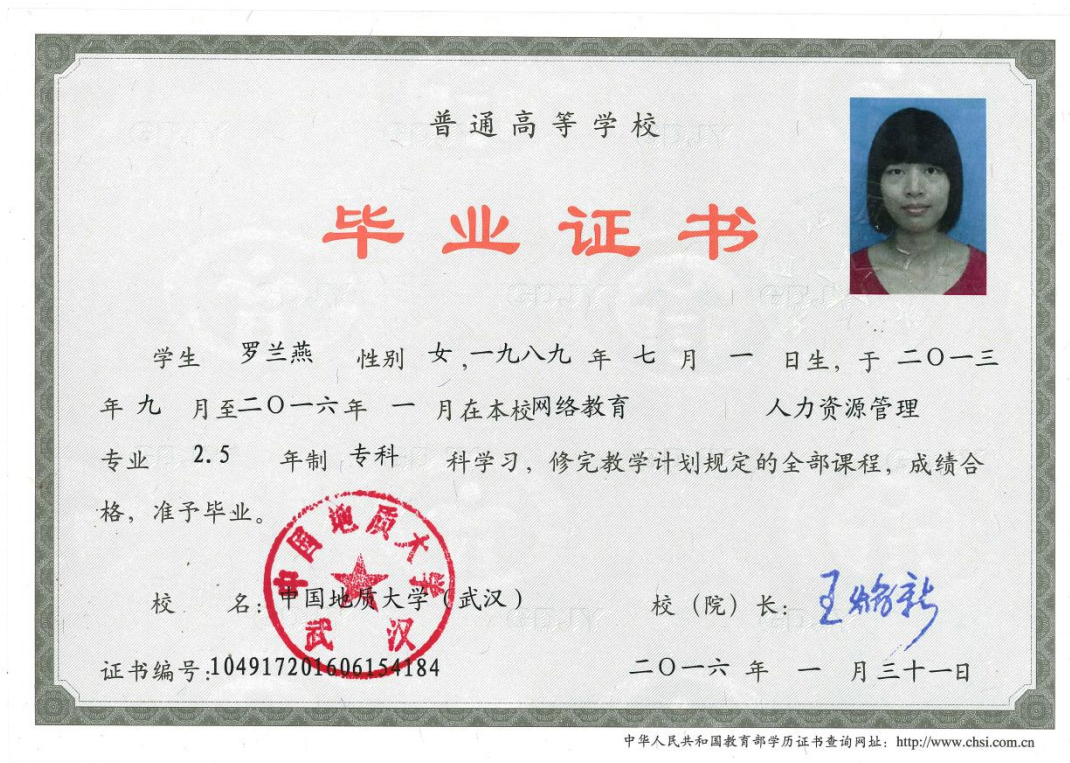 普通高等学校
毕业证书
学生 罗兰燕 性别 女,一九八九 年 七 月 一 日生，于 二〇一三
年 九 月至二〇一六年 一 月在本校网络教育 人力资源管理
专业 2.5 年制 专科 科学习，修完教学计划规定的全部课程，成绩合
格，准予毕业。
中国地质大学
武汉
校 名：中国地质大学（武汉） 校（院）长：
证书编号:104917201606154184 二〇一六 年 一 月三十一日
中华人民共和国教育部学历证书查询网址：http://www.chsi.com.cn